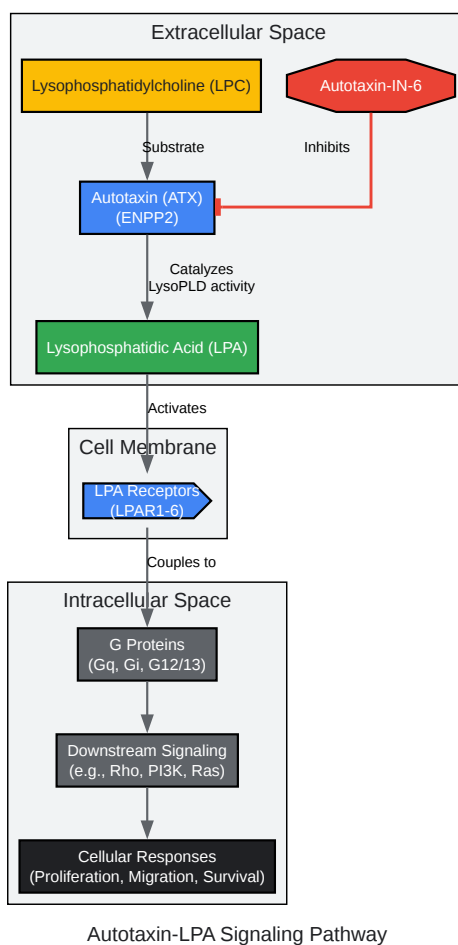 Extracellular Space
Lysophosphatidylcholine (LPC)
Autotaxin-IN-6
Substrate
Inhibits
Autotaxin (ATX)
(ENPP2)
Catalyzes
LysoPLD activity
Lysophosphatidic Acid (LPA)
Activates
Cell Membrane
LPA Receptors
(LPAR1-6)
Couples to
Intracellular Space
G Proteins
(Gq, Gi, G12/13)
Downstream Signaling
(e.g., Rho, PI3K, Ras)
Cellular Responses
(Proliferation, Migration, Survival)
Autotaxin-LPA Signaling Pathway